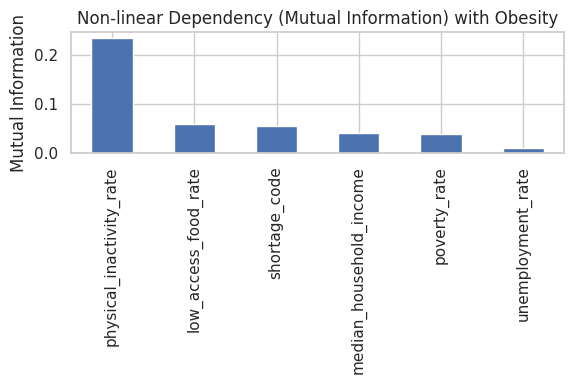 Non-linear Dependency (Mutual Information) with Obesity
Mutual Information
0.2
0.1
0.0
physical_inactivity_rate
low_access_food_rate
shortage_code
median_household_income
poverty_rate
unemployment_rate